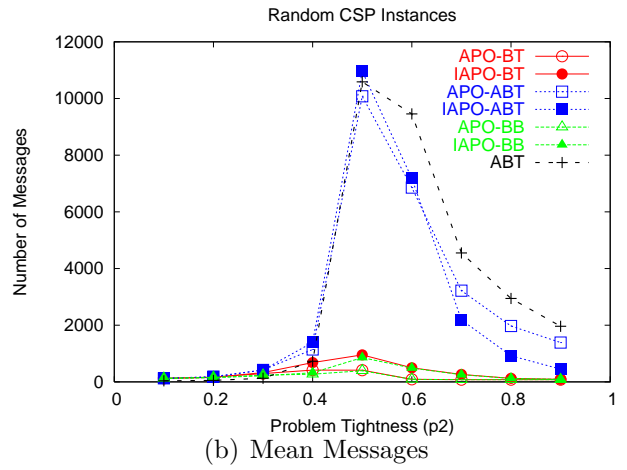 Random CSP Instances
12000
10000
8000
6000
4000
2000
0
Number of Messages
APO-BT
IAPO-BT
APO-ABT
IAPO-ABT
APO-BB
IAPO-BB
ABT
0 0.2 0.4 0.6 0.8 1
Problem Tightness (p2)
(b) Mean Messages